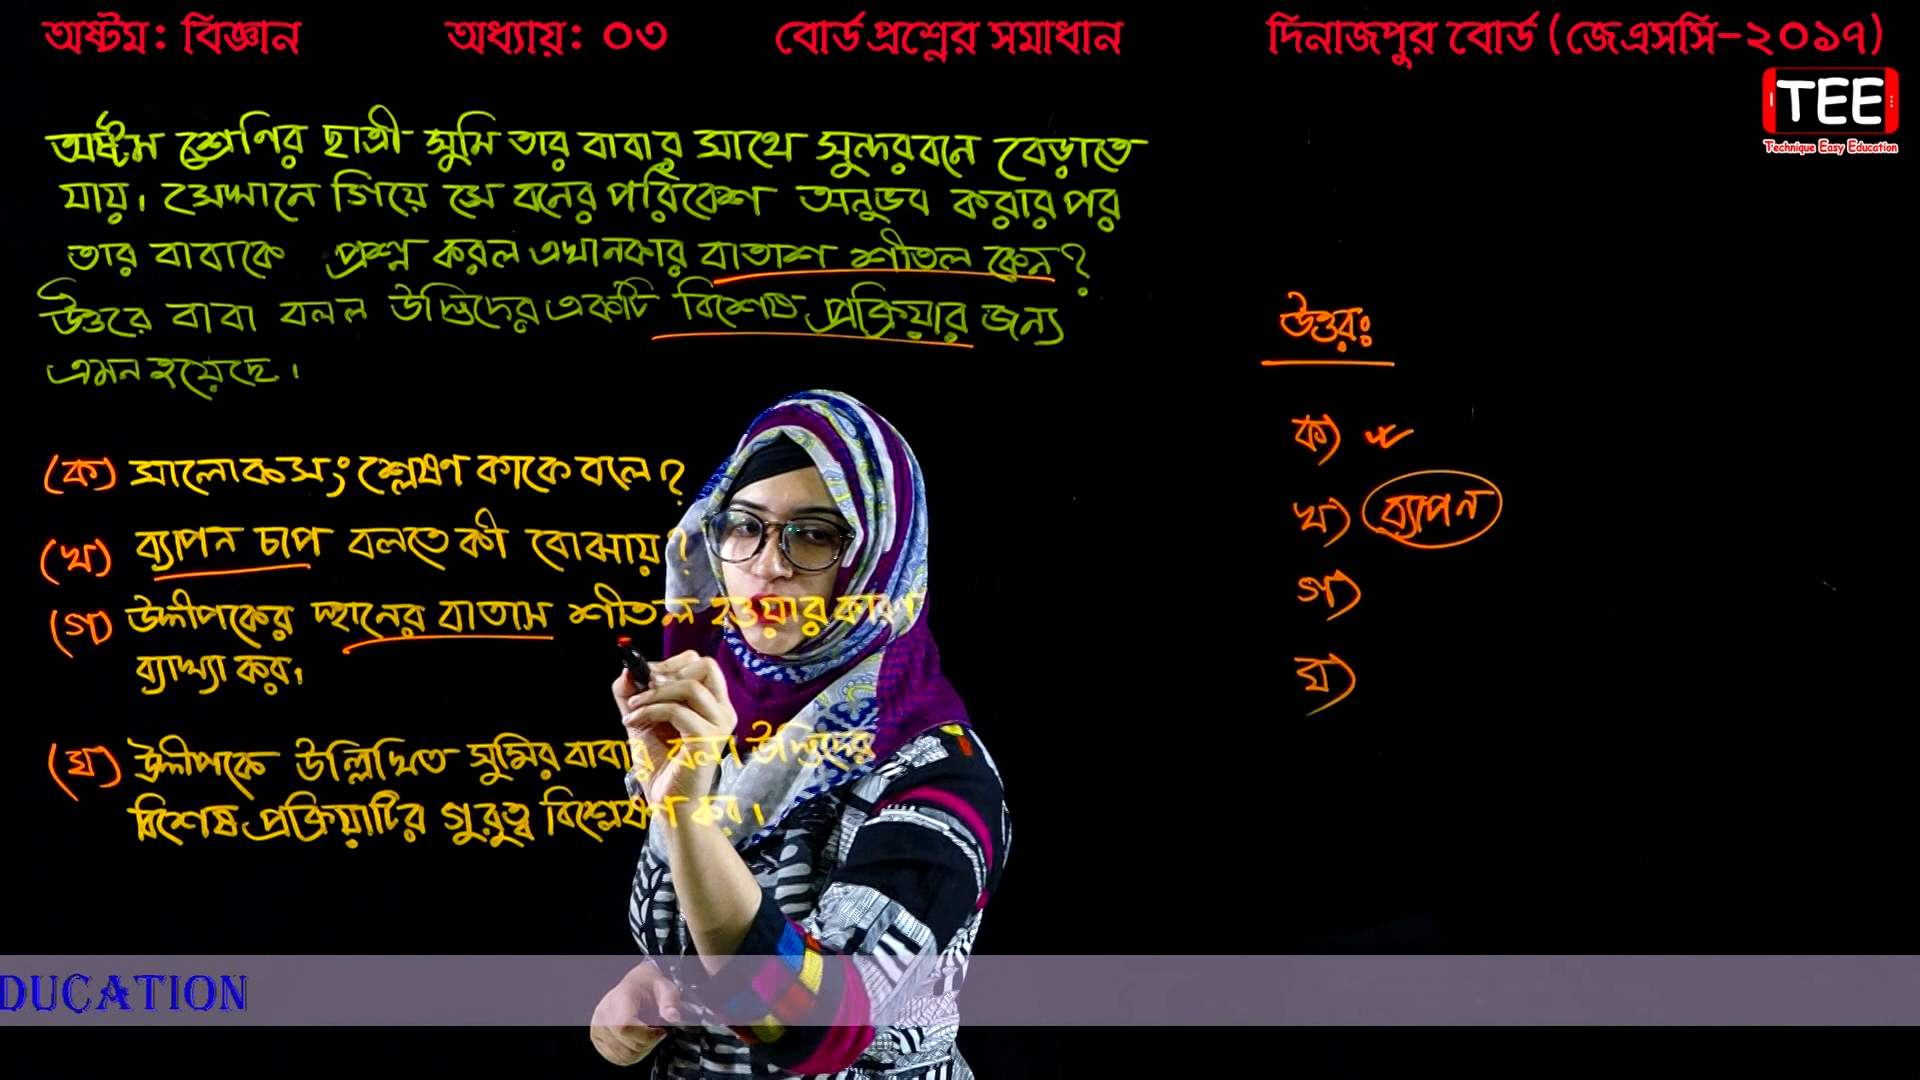 অষ্টম: বিজ্ঞান অধ্যায়: ০৩ বোর্ড প্রশ্নের সমাধান দিনাজপুর বোর্ড (জেএসসি-২০১৭)
TEE
Technique Easy Education
অষ্টম শ্রেণির ছাত্রী সুমি তার বাবার সাথে সুন্দরবনে বেড়াতে
যায়। সেখানে গিয়ে সে বনের পরিবেশ অনুভব করার পর
তার বাবাকে প্রশ্ন করল এখানকার বাতাশ শীতল কেন?
উত্তরে বাবা বলল উদ্ভিদের একটি বিশেষ প্রক্রিয়ার জন্য
এমন হয়েছে।
(ক) সালোকসংশ্লেষণ কাকে বলে?
(খ) ব্যাপন চাপ বলতে কী বোঝায়?
(গ) উদ্দীপকের স্থানের বাতাস শীতল হওয়ার কারণ
ব্যাখ্যা কর।
(ঘ) উদ্দীপকে উল্লিখিত সুমির বাবার বলা উদ্ভিদের
বিশেষ প্রক্রিয়াটির গুরুত্ব বিশ্লেষণ কর।
উত্তরঃ
ক)
খ) ব্যাপন
গ)
ঘ)
DUCATION